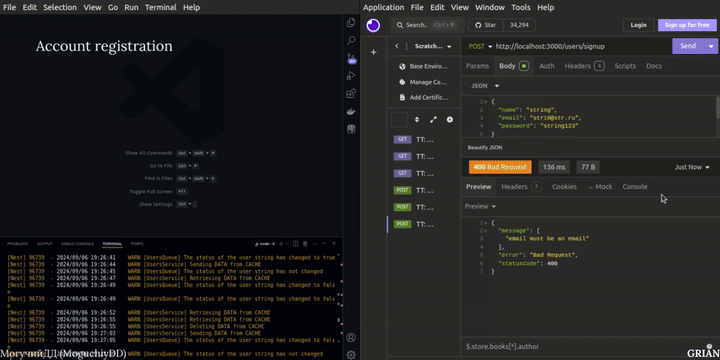 File Edit Selection View Go Run Terminal Help
Account registration
Show All Commands Ctrl + Shift + P
Go to File Ctrl + P
Find in Files Ctrl + Shift + F
Toggle Full Screen F11
Show Settings Ctrl + ,
PROBLEMS OUTPUT DEBUG CONSOLE TERMINAL PORTS
node
[Nest] 96739 - 2024/09/06 19:26:41 WARN [UsersQueue] The status of the user string has changed to true
[Nest] 96739 - 2024/09/06 19:26:44 WARN [UsersService] Sending DATA from CACHE
[Nest] 96739 - 2024/09/06 19:26:45 WARN [UsersQueue] The status of the user string has not changed
[Nest] 96739 - 2024/09/06 19:26:47 WARN [UsersService] Retrieving DATA from CACHE
[Nest] 96739 - 2024/09/06 19:26:49 WARN [UsersQueue] The status of the user string has changed to fals
e
[Nest] 96739 - 2024/09/06 19:26:49 WARN [UsersQueue] The status of the user string has changed to fals
e
[Nest] 96739 - 2024/09/06 19:26:52 WARN [UsersService] Retrieving DATA from CACHE
[Nest] 96739 - 2024/09/06 19:26:55 WARN [UsersService] Retrieving DATA from CACHE
[Nest] 96739 - 2024/09/06 19:26:55 WARN [UsersService] Deleting DATA from CACHE
[Nest] 96739 - 2024/09/06 19:27:03 WARN [UsersService] Sending DATA from CACHE
[Nest] 96739 - 2024/09/06 19:27:05 WARN [UsersQueue] The status of the user string has changed to fals
e
МогучийДД(MoguchiyDD)
Application File Edit View Window Tools Help
Search.. Ctrl + P
Star 34,294
Login Sign up for Free
Scratch...
Base Enviro...
Manage Co...
Add Certific...
GET TT: ...
GET TT: ...
GET TT: ...
POST TT: ...
POST TT: ...
POST TT: ...
POST http://localhost:3000/users/signup Send
Params Body Auth Headers 4 Scripts Docs
JSON
1 {
2 "name": "string",
3 "email": "str10@str.ru",
4 "password": "string123"
5 }
Beautify JSON
400 Bad Request 136 ms 77 B Just Now
Preview Headers 7 Cookies → Mock Console
Preview
1 {
2 "message": [
3 "email must be an email"
4 ],
5 "error": "Bad Request",
6 "statusCode": 400
7 }
$.store.books[*].author
GRIAN